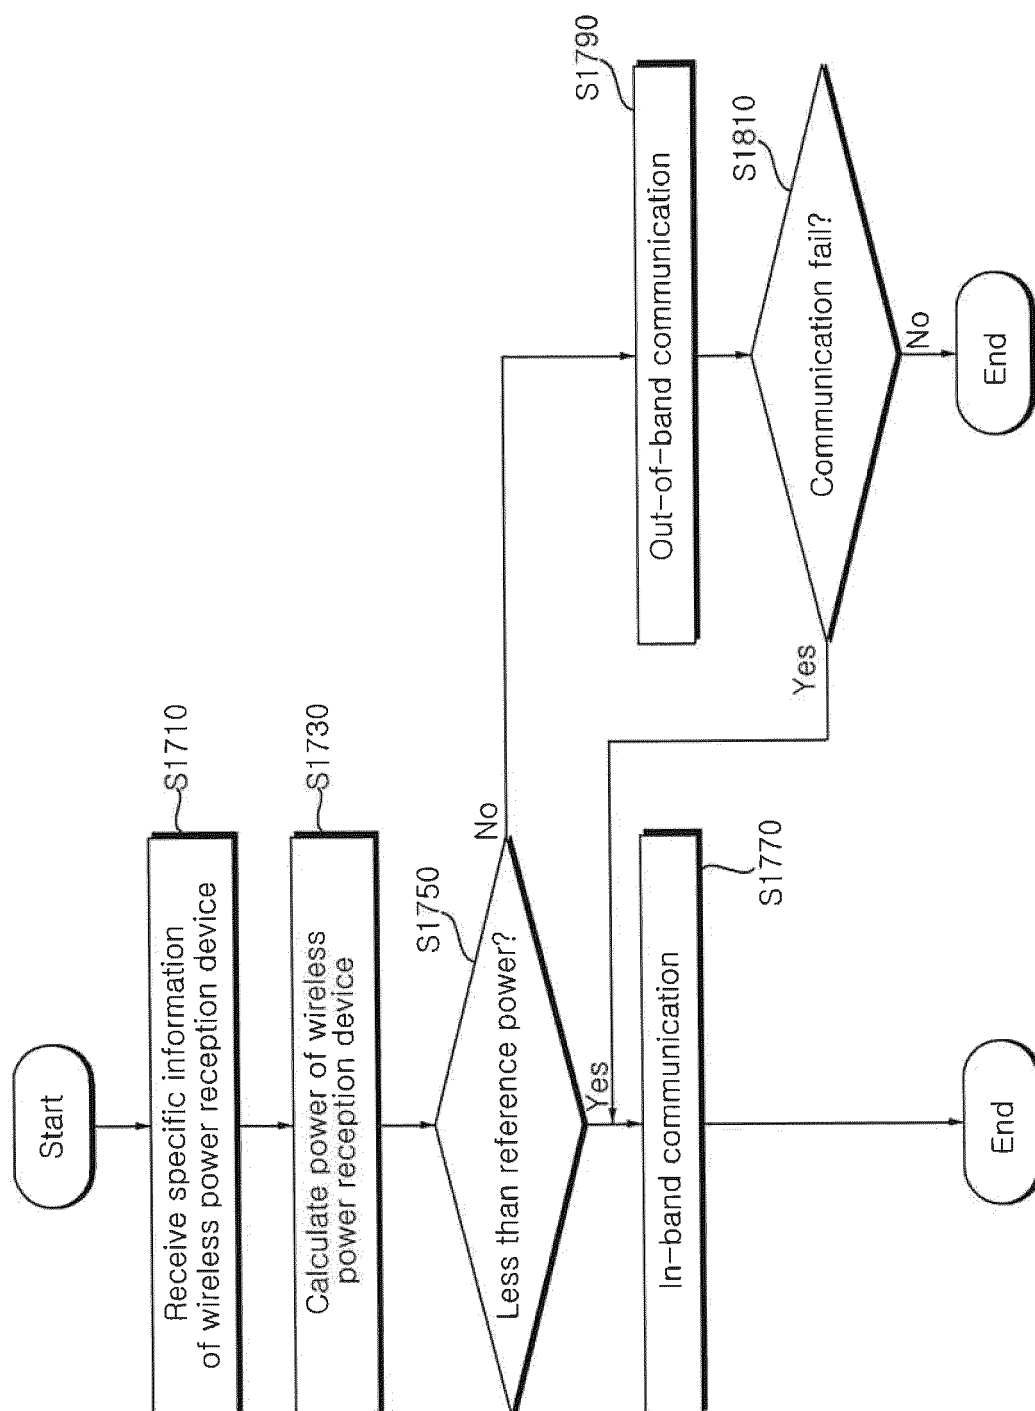 Start
Receive specific information
of wireless power reception device
S1710
Calculate power of wireless
power reception device
S1730
Less than reference power?
S1750
No
Yes
In-band communication
S1770
End
Out-of-band communication
S1790
Communication fail?
S1810
Yes
No
End